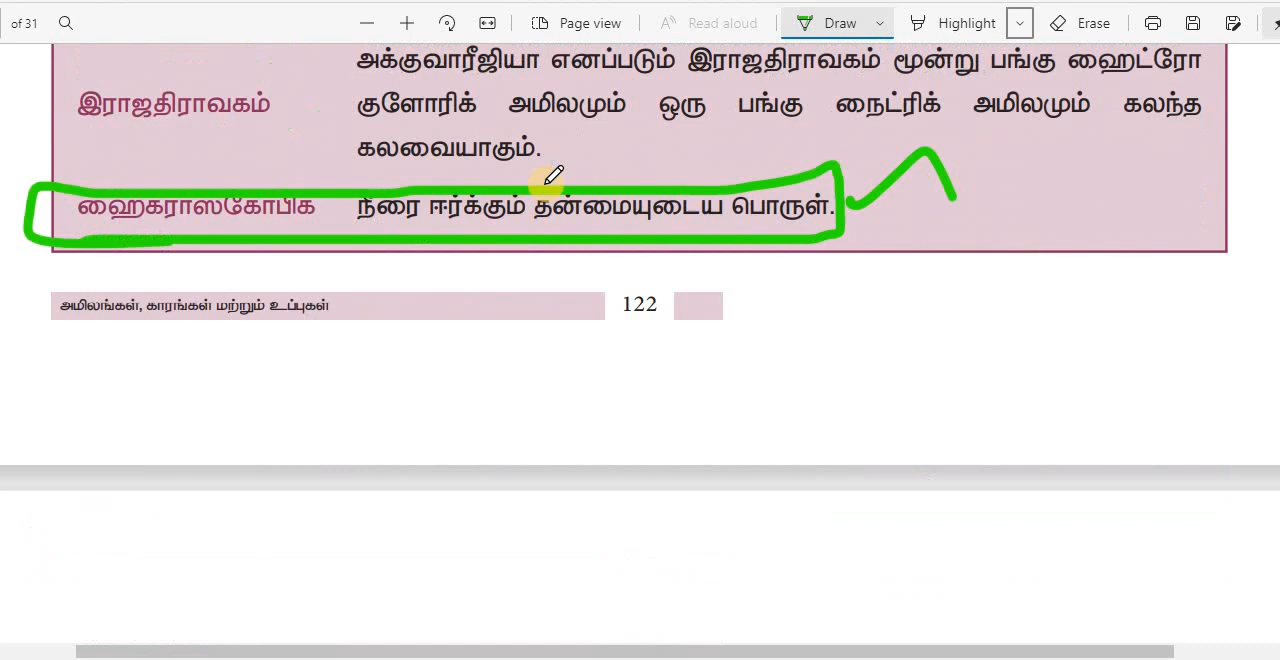 of 31
Page view
Read aloud
Draw
Highlight
Erase
அக்குவாரீஜியா எனப்படும் இராஜதிராவகம் மூன்று பங்கு ஹைட்ரோ
இராஜதிராவகம் குளோரிக் அமிலமும் ஒரு பங்கு நைட்ரிக் அமிலமும் கலந்த
கலவையாகும்.
ஹைக்ராஸ்கோபிக் நீரை ஈர்க்கும் தன்மையுடைய பொருள்.
அமிலங்கள், காரங்கள் மற்றும் உப்புகள் 122